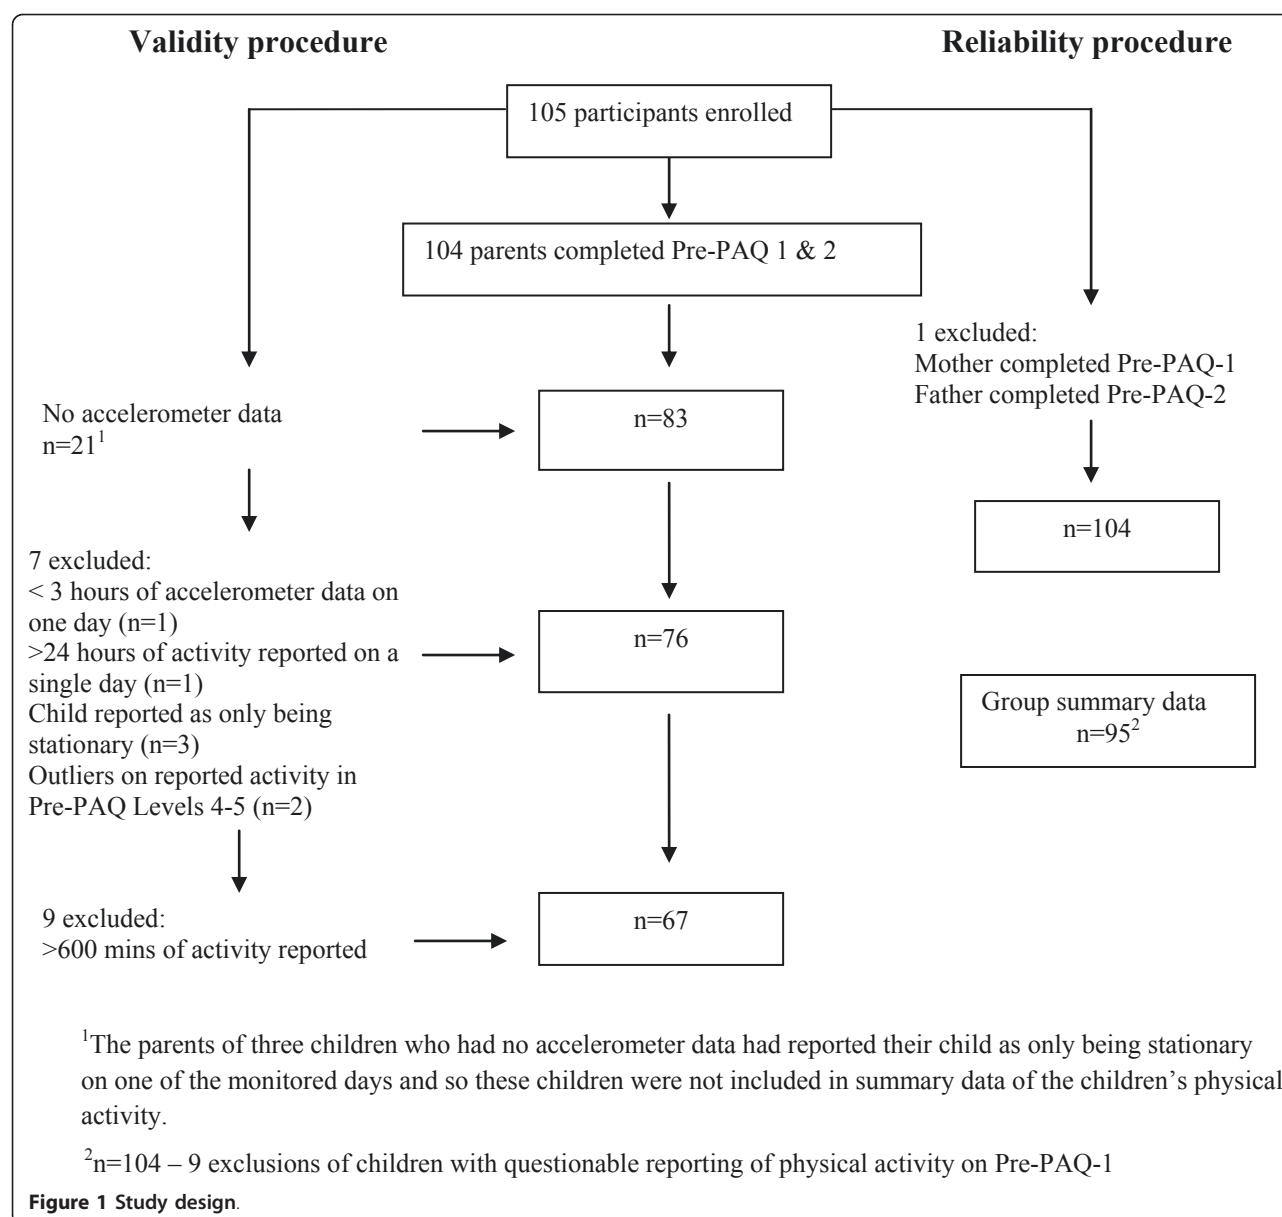 Validity procedure
Reliability procedure
105 participants enrolled
104 parents completed Pre-PAQ 1 & 2
1 excluded:
Mother completed Pre-PAQ-1
Father completed Pre-PAQ-2
No accelerometer data
n=21¹
n=83
n=104
7 excluded:
< 3 hours of accelerometer data on
one day (n=1)
>24 hours of activity reported on a
single day (n=1)
Child reported as only being
stationary (n=3)
Outliers on reported activity in
Pre-PAQ Levels 4-5 (n=2)
n=76
Group summary data
n=95²
9 excluded:
>600 mins of activity reported
n=67
¹The parents of three children who had no accelerometer data had reported their child as only being stationary
on one of the monitored days and so these children were not included in summary data of the children’s physical
activity.
²n=104 – 9 exclusions of children with questionable reporting of physical activity on Pre-PAQ-1
Figure 1 Study design.